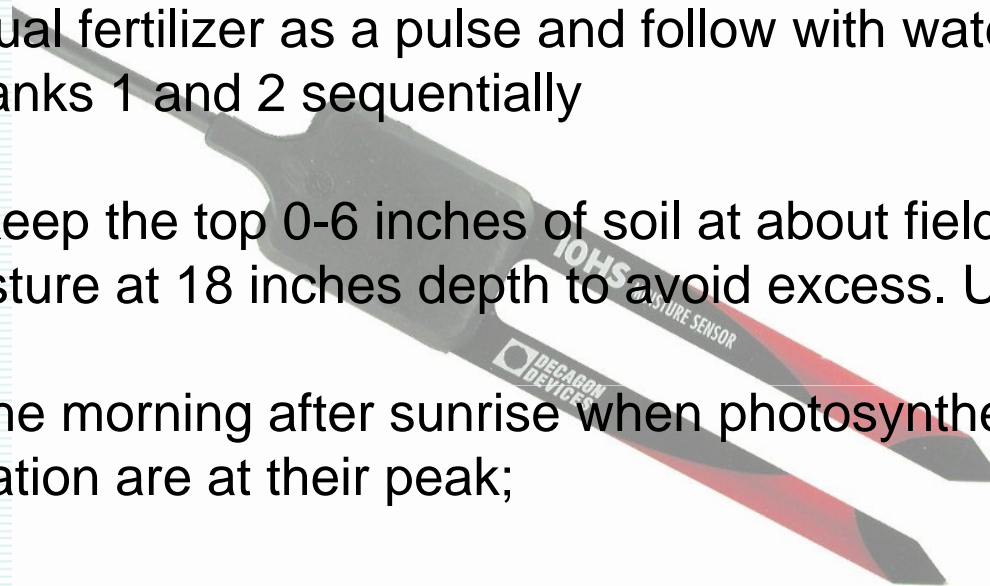 ual fertilizer as a pulse and follow with wat
anks 1 and 2 sequentially
eep the top 0-6 inches of soil at about field
sture at 18 inches depth to avoid excess. U
10HS MOISTURE SENSOR
DECAGON
DEVICES
he morning after sunrise when photosynthe
ation are at their peak;